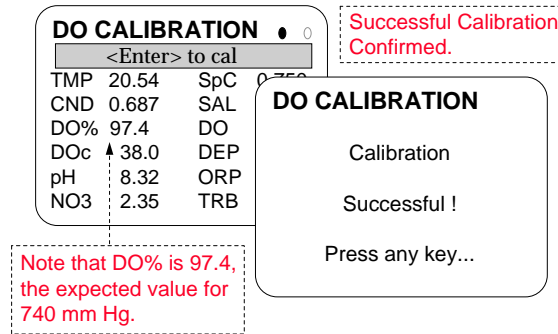 DO CALIBRATION
<Enter> to cal
TMP 20.54 SpC
CND 0.687 SAL
DO% 97.4 DO
DOc 38.0 DEP
pH 8.32 ORP
NO3 2.35 TRB
Successful Calibration
Confirmed.
DO CALIBRATION
Calibration
Successful !
Press any key...
Note that DO% is 97.4,
the expected value for
740 mm Hg.